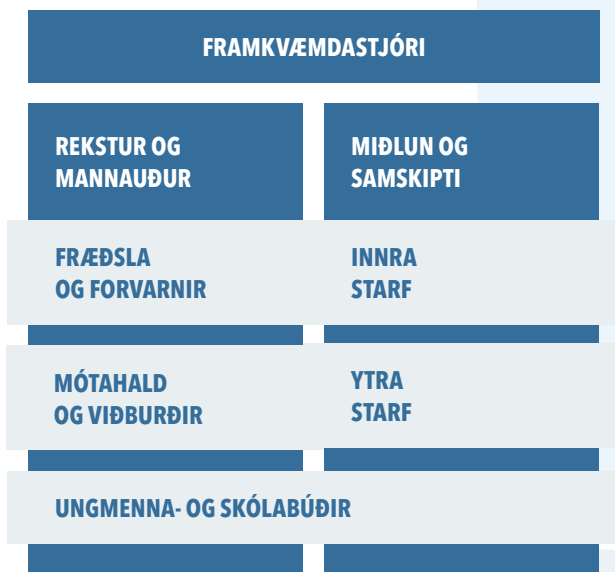 FRAMKVÆMDASTJÓRI
REKSTUR OG
MANNAUÐUR
MIÐLUN OG
SAMSKIPTI
FRÆÐSLA
OG FORVARNIR
INNRA
STARF
MÓTAHALD
OG VIÐBURÐIR
YTRA
STARF
UNGMENNA- OG SKÓLABÚÐIR